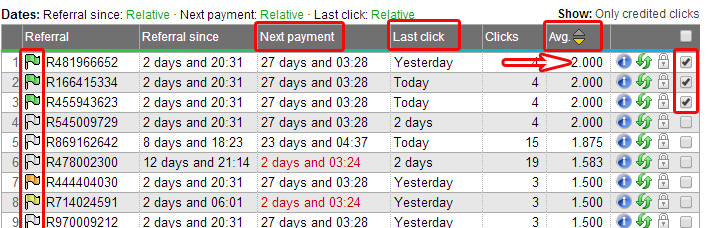 Dates: Referral since: Relative · Next payment: Relative · Last click: Relative Show: Only credited clicks
Referral Referral since Next payment Last click Clicks Avg.
1 R481966652 2 days and 20:31 27 days and 03:28 Yesterday 2.000
2 R166415334 2 days and 20:31 27 days and 03:28 Today 4 2.000
3 R455943623 2 days and 20:31 27 days and 03:28 Today 4 2.000
4 R545009729 2 days and 20:31 27 days and 03:28 2 days 4 2.000
5 R869162642 8 days and 18:23 23 days and 04:37 Today 15 1.875
6 R478002300 12 days and 21:14 2 days and 03:24 2 days 19 1.583
7 R444404030 2 days and 20:31 27 days and 03:28 Yesterday 3 1.500
8 R714024591 2 days and 06:01 2 days and 03:24 Yesterday 3 1.500
9 R970009212 2 days and 20:31 27 days and 03:28 Yesterday 3 1.500